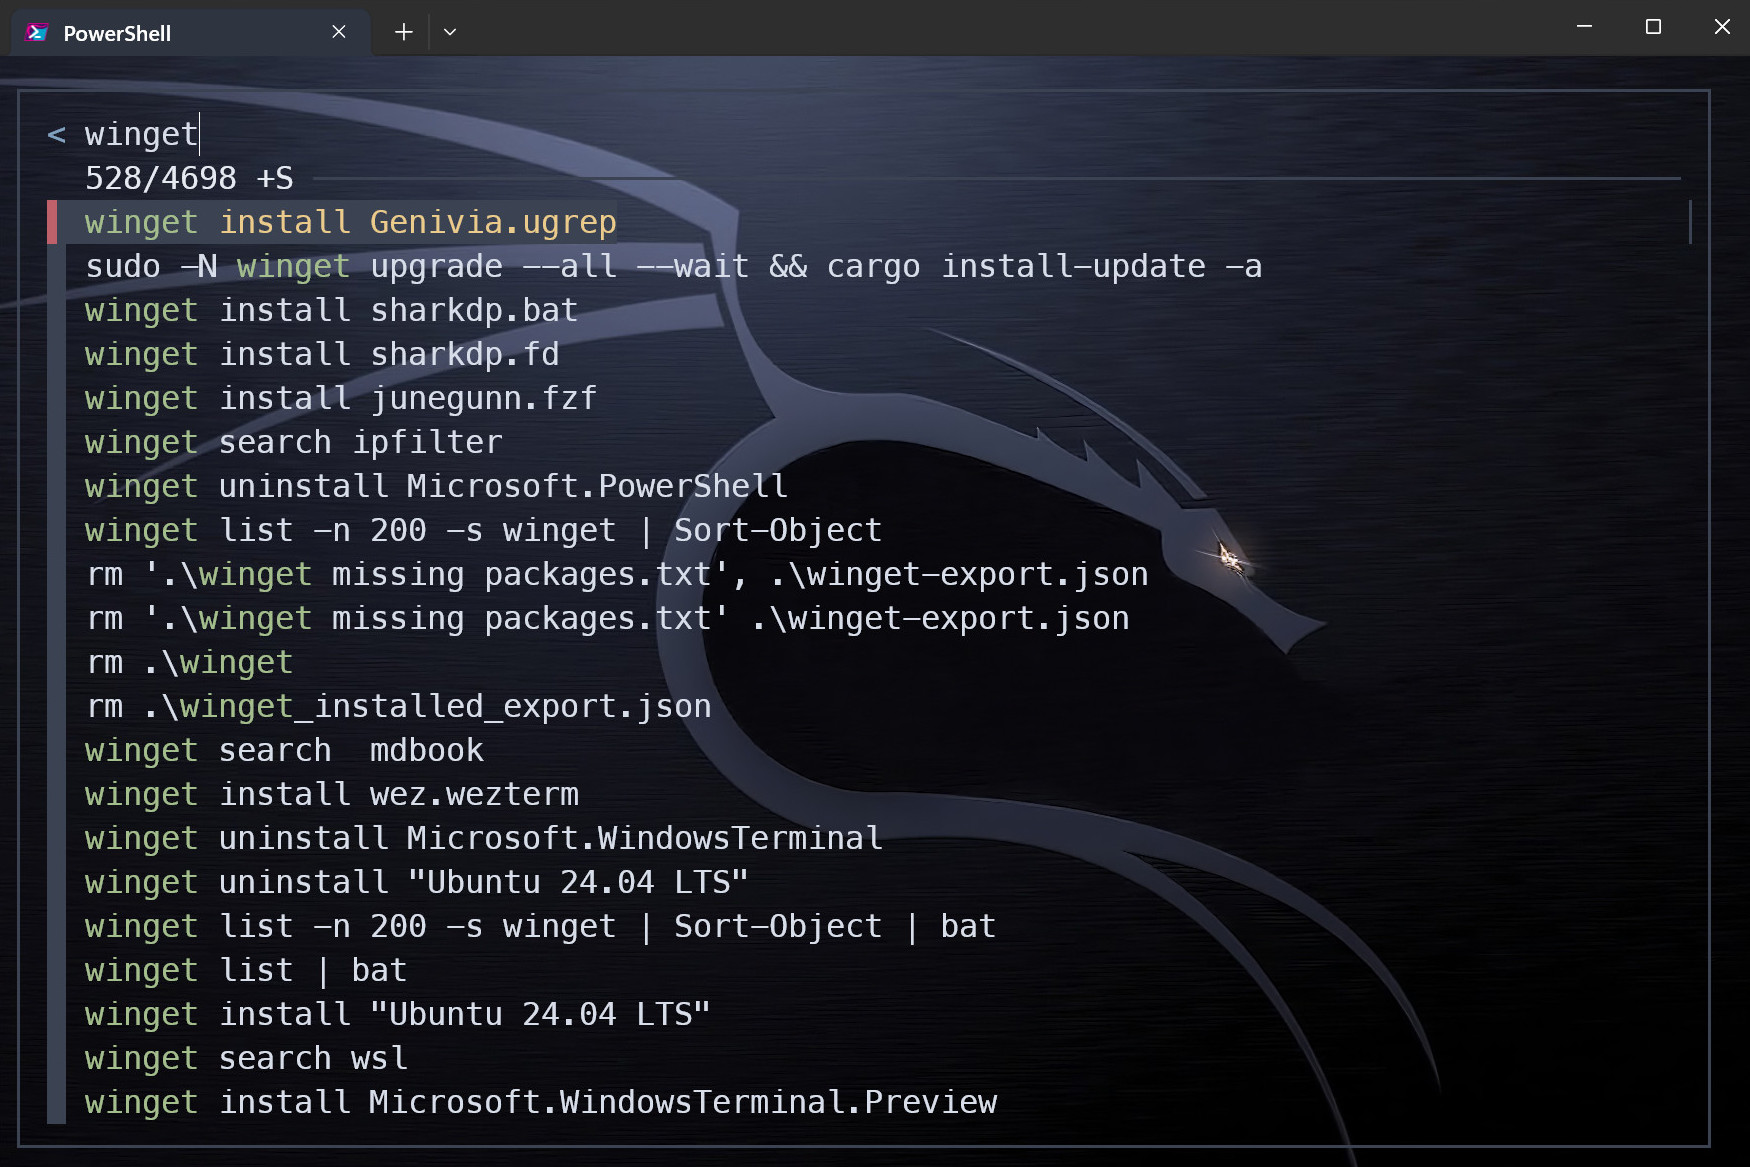 PowerShell
< winget
528/4698 +S
winget install Genivia.ugrep
sudo -N winget upgrade --all --wait && cargo install-update -a
winget install sharkdp.bat
winget install sharkdp.fd
winget install junegunn.fzf
winget search ipfilter
winget uninstall Microsoft.PowerShell
winget list -n 200 -s winget | Sort-Object
rm '.\winget missing packages.txt', .\winget-export.json
rm '.\winget missing packages.txt' .\winget-export.json
rm .\winget
rm .\winget_installed_export.json
winget search  mdbook
winget install wez.wezterm
winget uninstall Microsoft.WindowsTerminal
winget uninstall "Ubuntu 24.04 LTS"
winget list -n 200 -s winget | Sort-Object | bat
winget list | bat
winget install "Ubuntu 24.04 LTS"
winget search wsl
winget install Microsoft.WindowsTerminal.Preview